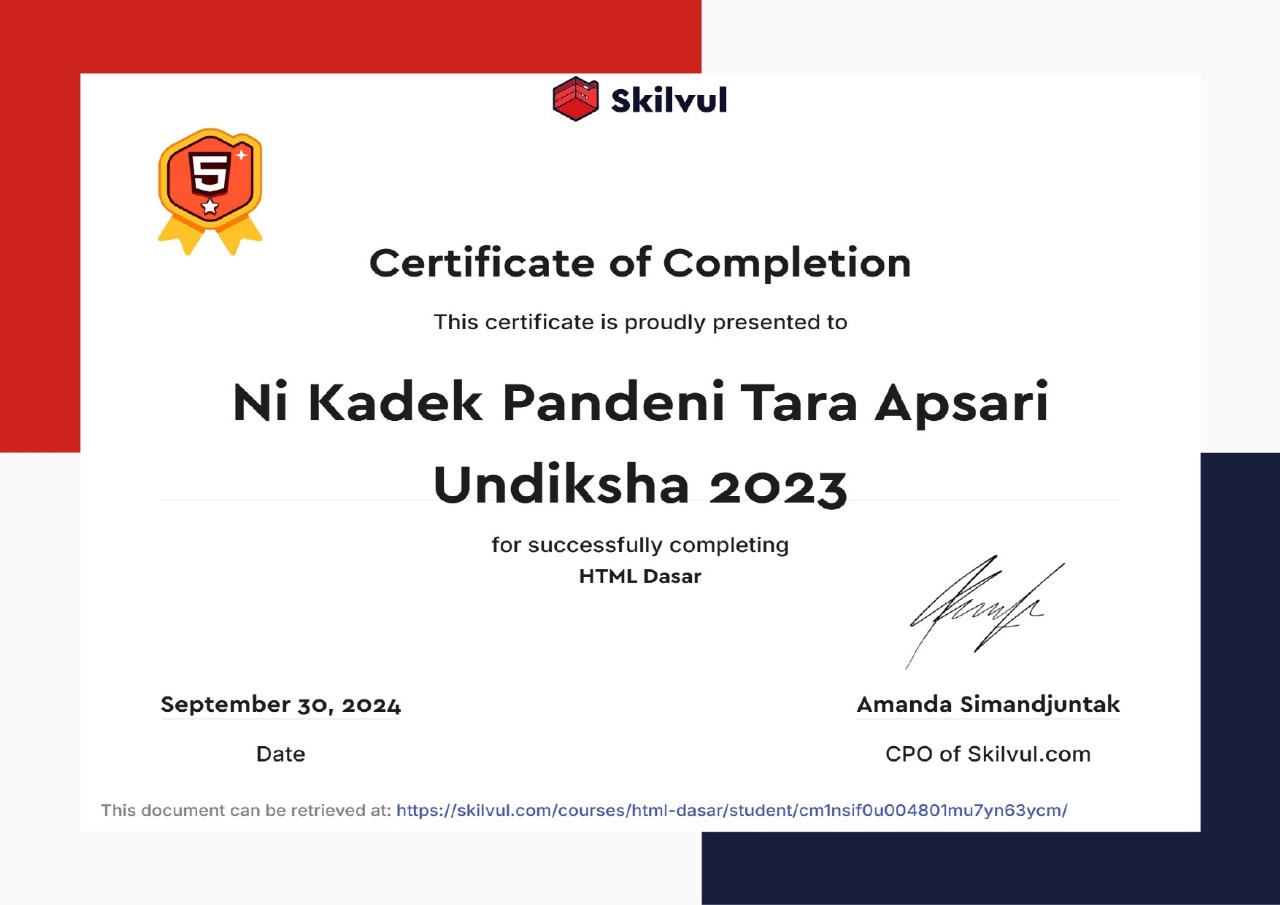 Skilvul
5
Certificate of Completion
This certificate is proudly presented to
Ni Kadek Pandeni Tara Apsari
Undiksha 2023
for successfully completing
HTML Dasar
September 30, 2024
Amanda Simandjuntak
Date
CPO of Skilvul.com
This document can be retrieved at: https://skilvul.com/courses/html-dasar/student/cm1nsif0u004801mu7yn63ycm/